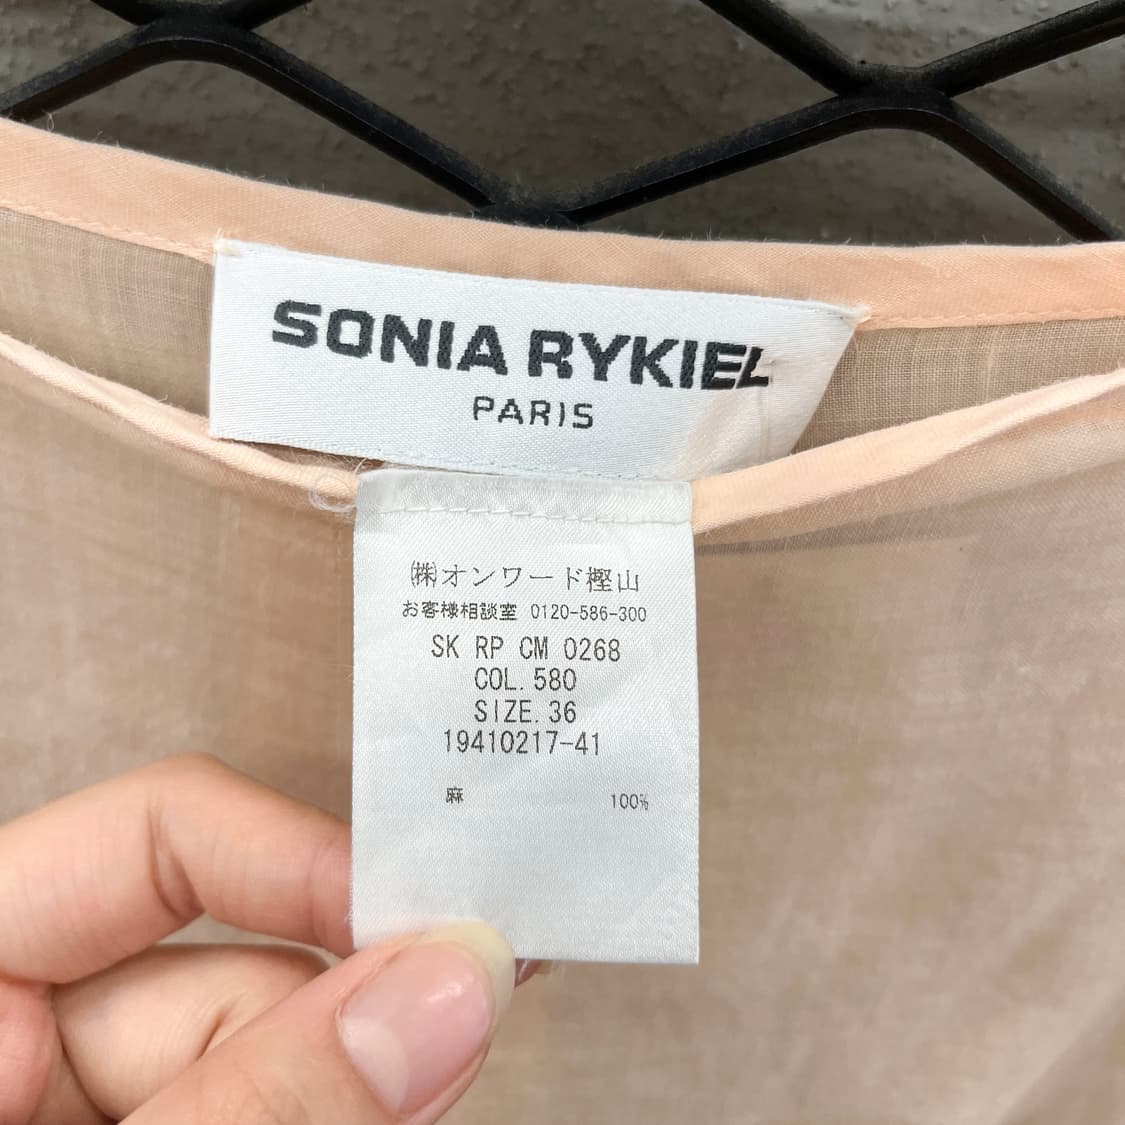 SONIA RYKIEL
PARIS
㈱オンワード樫山
お客様相談室 0120-586-300
SK RP CM 0268
COL. 580
SIZE. 36
19410217-41
麻 100%